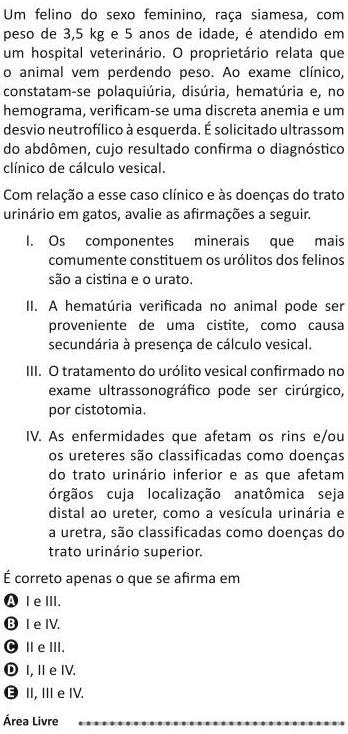 Um felino do sexo feminino, raça siamesa, com
peso de 3,5 kg e 5 anos de idade, é atendido em
um hospital veterinário. O proprietário relata que
o animal vem perdendo peso. Ao exame clínico,
constatam-se polaquiúria, disúria, hematúria e, no
hemograma, verificam-se uma discreta anemia e um
desvio neutrofílico à esquerda. É solicitado ultrassom
do abdômen, cujo resultado confirma o diagnóstico
clínico de cálculo vesical.
Com relação a esse caso clínico e às doenças do trato
urinário em gatos, avalie as afirmações a seguir.
I. Os componentes minerais que mais
comumente constituem os urólitos dos felinos
são a cistina e o urato.
II. A hematúria verificada no animal pode ser
proveniente de uma cistite, como causa
secundária à presença de cálculo vesical.
III. O tratamento do urólito vesical confirmado no
exame ultrassonográfico pode ser cirúrgico,
por cistotomia.
IV. As enfermidades que afetam os rins e/ou
os ureteres são classificadas como doenças
do trato urinário inferior e as que afetam
órgãos cuja localização anatômica seja
distal ao ureter, como a vesícula urinária e
a uretra, são classificadas como doenças do
trato urinário superior.
É correto apenas o que se afirma em
A I e III.
B I e IV.
C II e III.
D I, II e IV.
E II, III e IV.
Área Livre